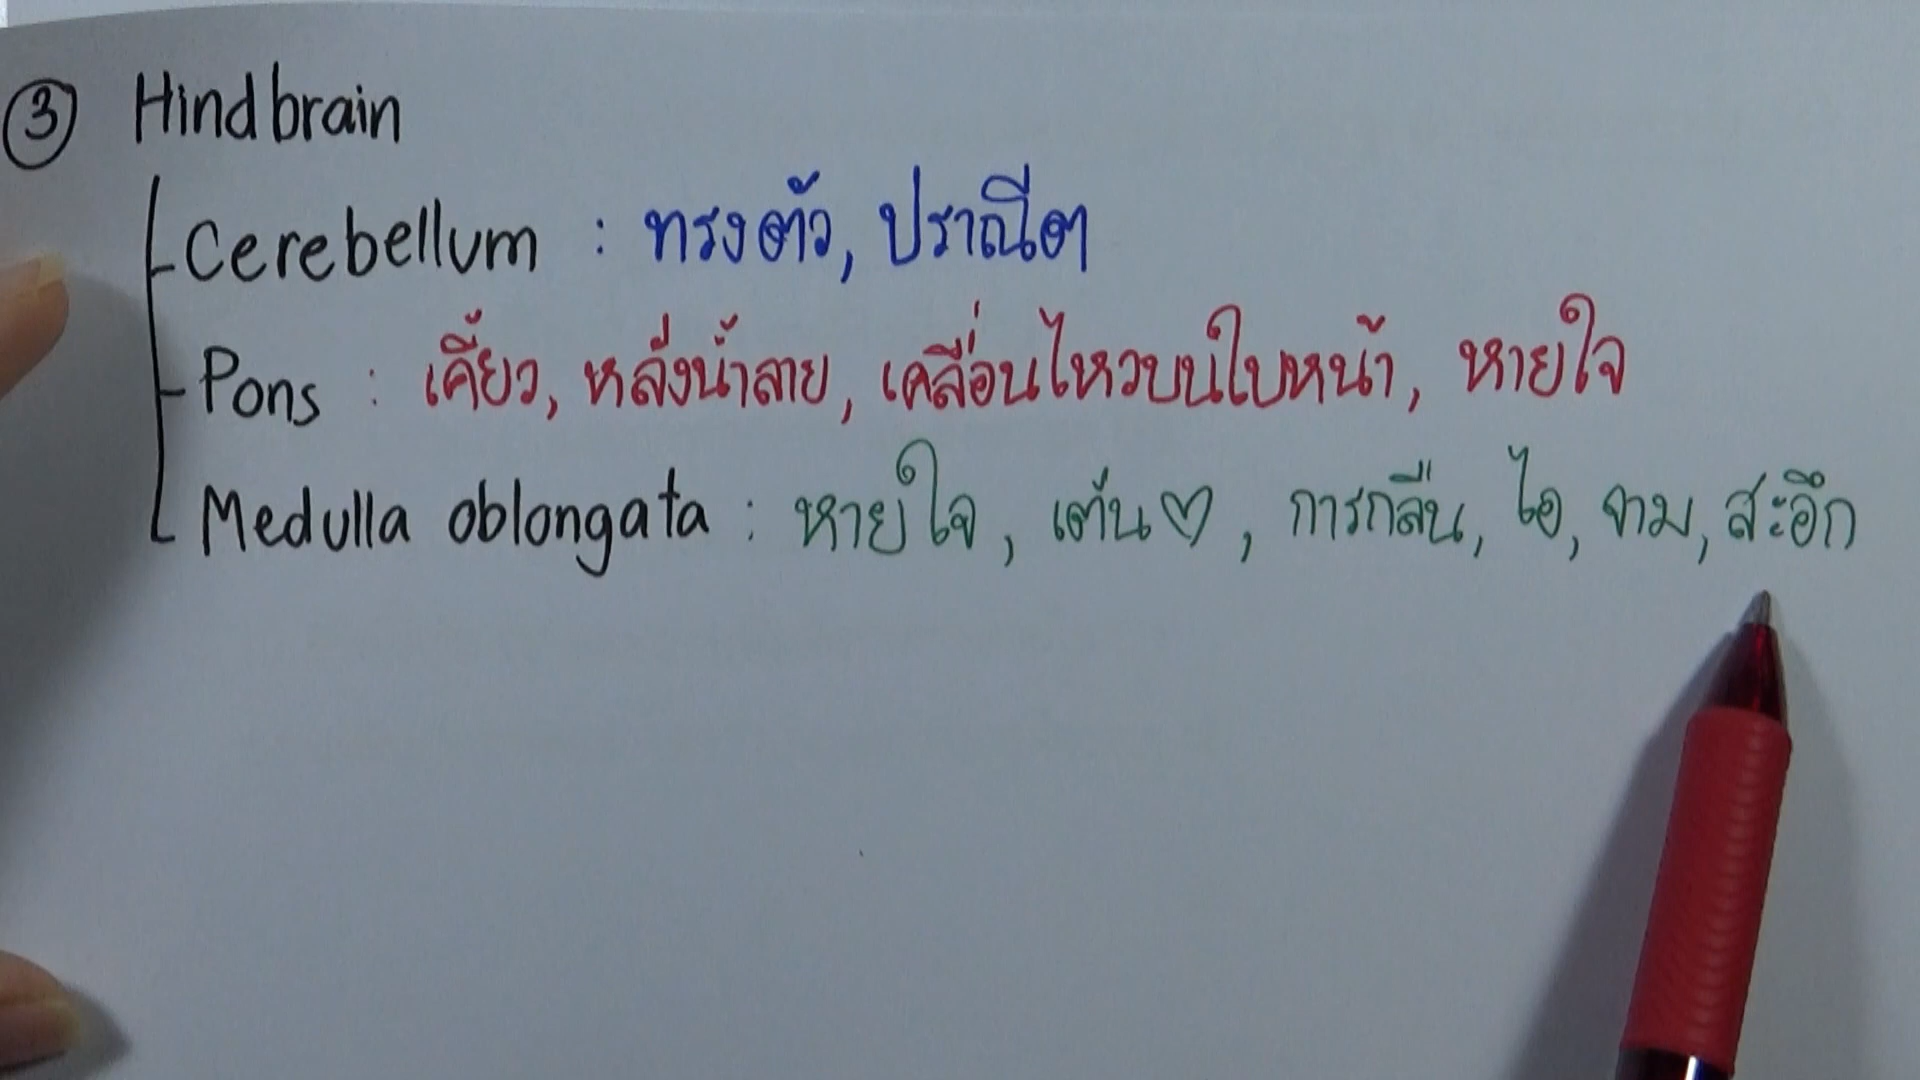 ③ Hindbrain
Cerebellum : ทรงตัว, ปราณีต
Pons : เคี้ยว, หลั่งน้ำลาย, เคลื่อนไหวบนใบหน้า, หายใจ
Medulla oblongata : หายใจ, เต้น♡, การกลืน, ไอ, จาม, สะอึก